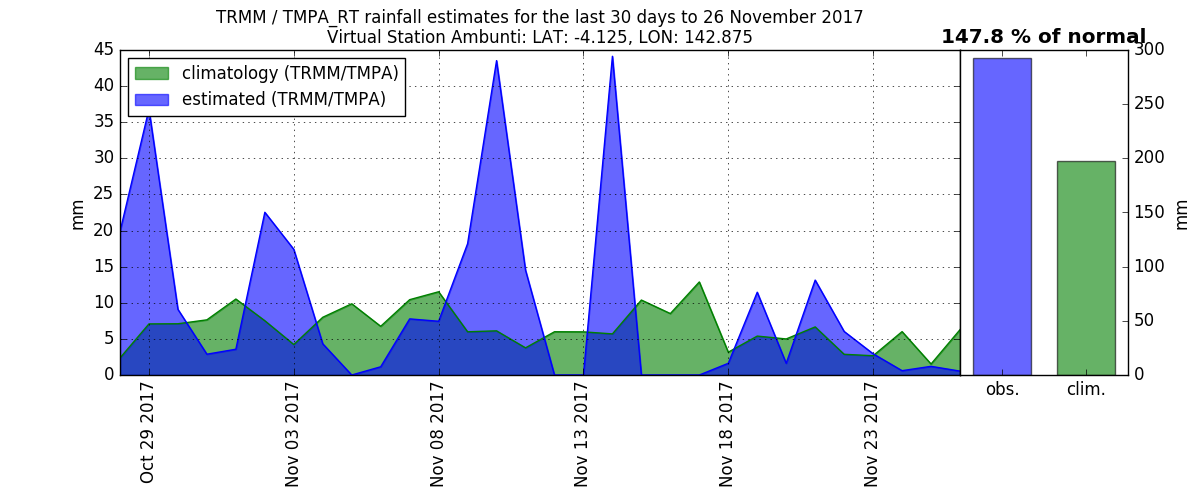 TRMM / TMPA_RT rainfall estimates for the last 30 days to 26 November 2017
Virtual Station Ambunti: LAT: -4.125, LON: 142.875
147.8 % of normal
climatology (TRMM/TMPA)
estimated (TRMM/TMPA)
45
40
35
30
25
20
15
10
5
0
mm
Oct 29 2017
Nov 03 2017
Nov 08 2017
Nov 13 2017
Nov 18 2017
Nov 23 2017
obs.
clim.
300
250
200
150
100
50
0
mm